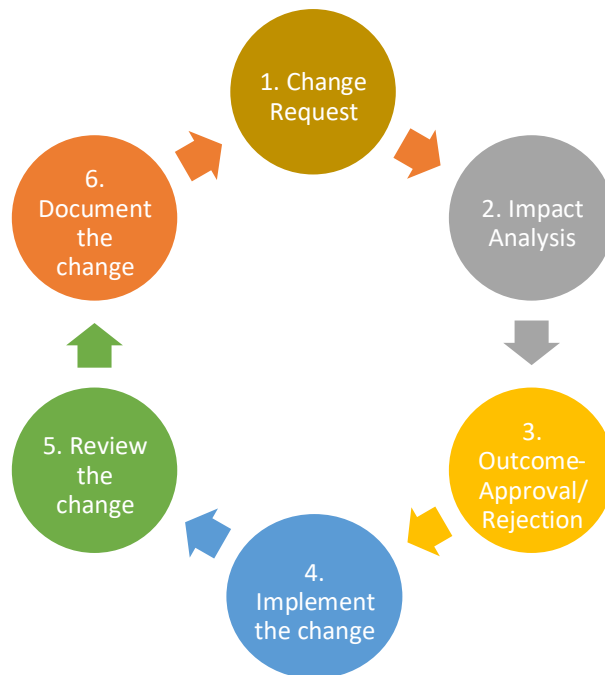 1. Change
Request
2. Impact
Analysis
3.
Outcome-
Approval/
Rejection
4.
Implement
the change
5. Review
the
change
6.
Document
the
change